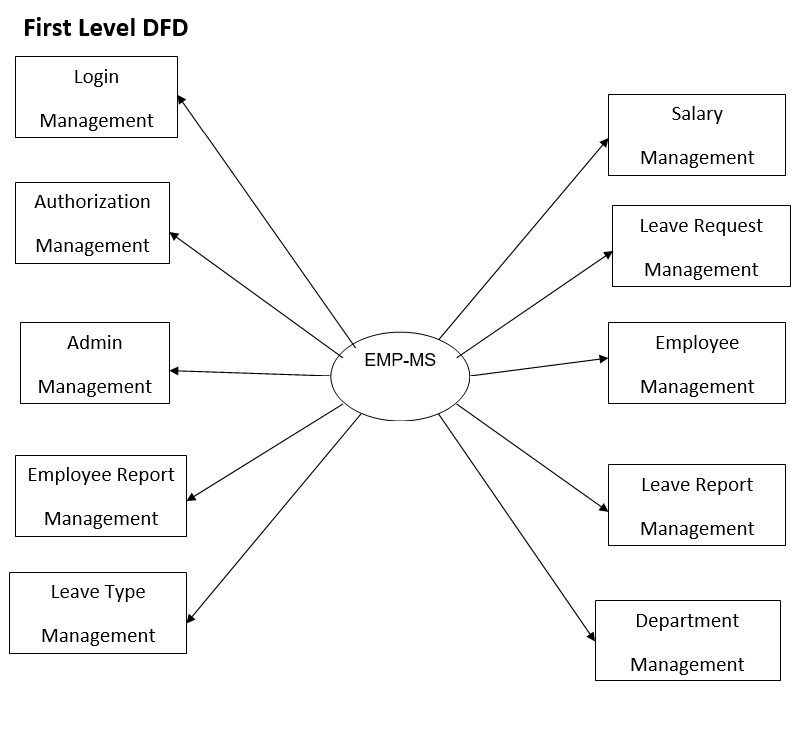 First Level DFD
Login
Management
Authorization
Management
Admin
Management
Employee Report
Management
Leave Type
Management
EMP-MS
Salary
Management
Leave Request
Management
Employee
Management
Leave Report
Management
Department
Management